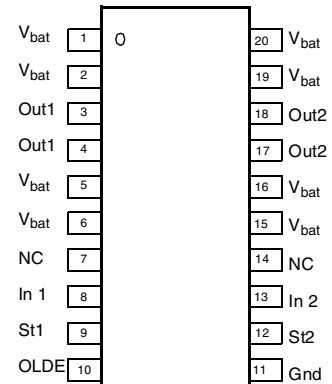 Vbat 1 O 20 Vbat
Vbat 2 19 Vbat
Out1 3 18 Out2
Out1 4 17 Out2
Vbat 5 16 Vbat
Vbat 6 15 Vbat
NC 7 14 NC
In 1 8 13 In 2
St1 9 12 St2
OLDE 10 11 Gnd